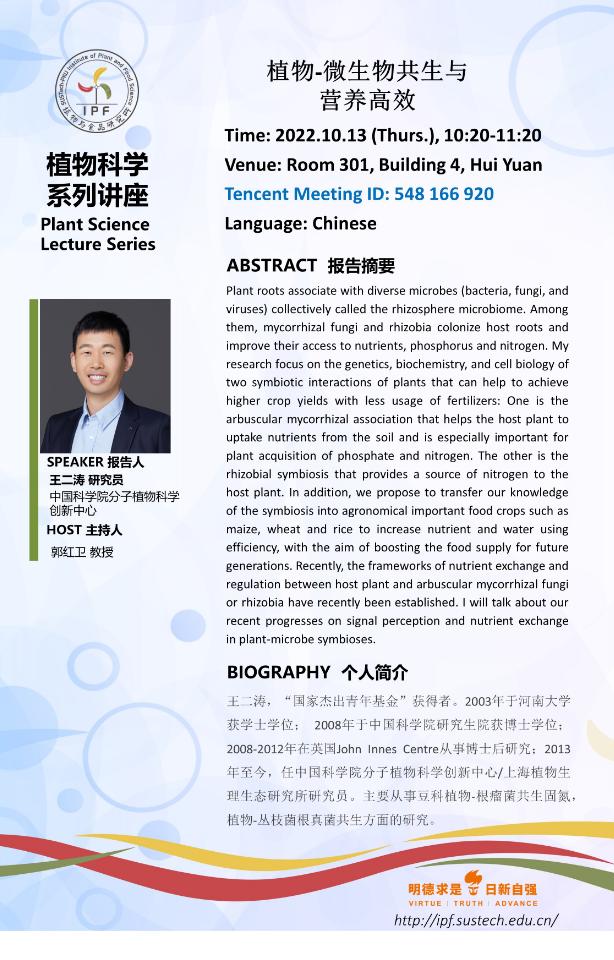 SUSTech-PKU Institute of Plant and Food Science
IPF
植物与食品研究所
植物科学
系列讲座
Plant Science
Lecture Series
植物-微生物共生与
营养高效
Time: 2022.10.13 (Thurs.), 10:20-11:20
Venue: Room 301, Building 4, Hui Yuan
Tencent Meeting ID: 548 166 920
Language: Chinese
SPEAKER 报告人
王二涛 研究员
中国科学院分子植物科学
创新中心
HOST 主持人
郭红卫 教授
ABSTRACT 报告摘要
Plant roots associate with diverse microbes (bacteria, fungi, and
viruses) collectively called the rhizosphere microbiome. Among
them, mycorrhizal fungi and rhizobia colonize host roots and
improve their access to nutrients, phosphorus and nitrogen. My
research focus on the genetics, biochemistry, and cell biology of
two symbiotic interactions of plants that can help to achieve
higher crop yields with less usage of fertilizers: One is the
arbuscular mycorrhizal association that helps the host plant to
uptake nutrients from the soil and is especially important for
plant acquisition of phosphate and nitrogen. The other is the
rhizobial symbiosis that provides a source of nitrogen to the
host plant. In addition, we propose to transfer our knowledge
of the symbiosis into agronomical important food crops such as
maize, wheat and rice to increase nutrient and water using
efficiency, with the aim of boosting the food supply for future
generations. Recently, the frameworks of nutrient exchange and
regulation between host plant and arbuscular mycorrhizal fungi
or rhizobia have recently been established. I will talk about our
recent progresses on signal perception and nutrient exchange
in plant-microbe symbioses.
BIOGRAPHY 个人简介
王二涛，“国家杰出青年基金”获得者。2003年于河南大学
获学士学位； 2008年于中国科学院研究生院获博士学位；
2008-2012年在英国John Innes Centre从事博士后研究；2013
年至今，任中国科学院分子植物科学创新中心/上海植物生
理生态研究所研究员。主要从事豆科植物-根瘤菌共生固氮，
植物-丛枝菌根真菌共生方面的研究。
明德求是 日新自强
VIRTUE | TRUTH | ADVANCE
http://ipf.sustech.edu.cn/